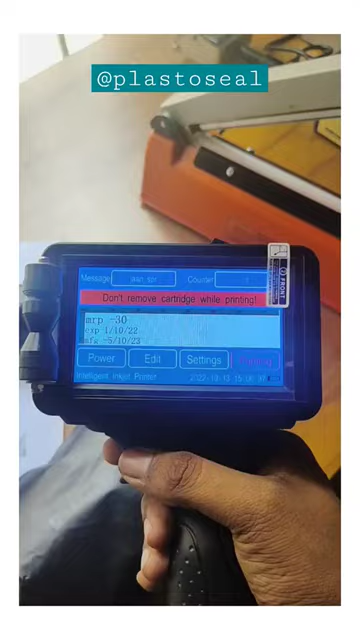 @plastoseal
Message
Counter
Don't remove cartridge while printing!
mrp -30
exp-1/10/22
mfg -5/10/23
Power
Edit
Settings
Intelligent Inkjet Printer
FRONT